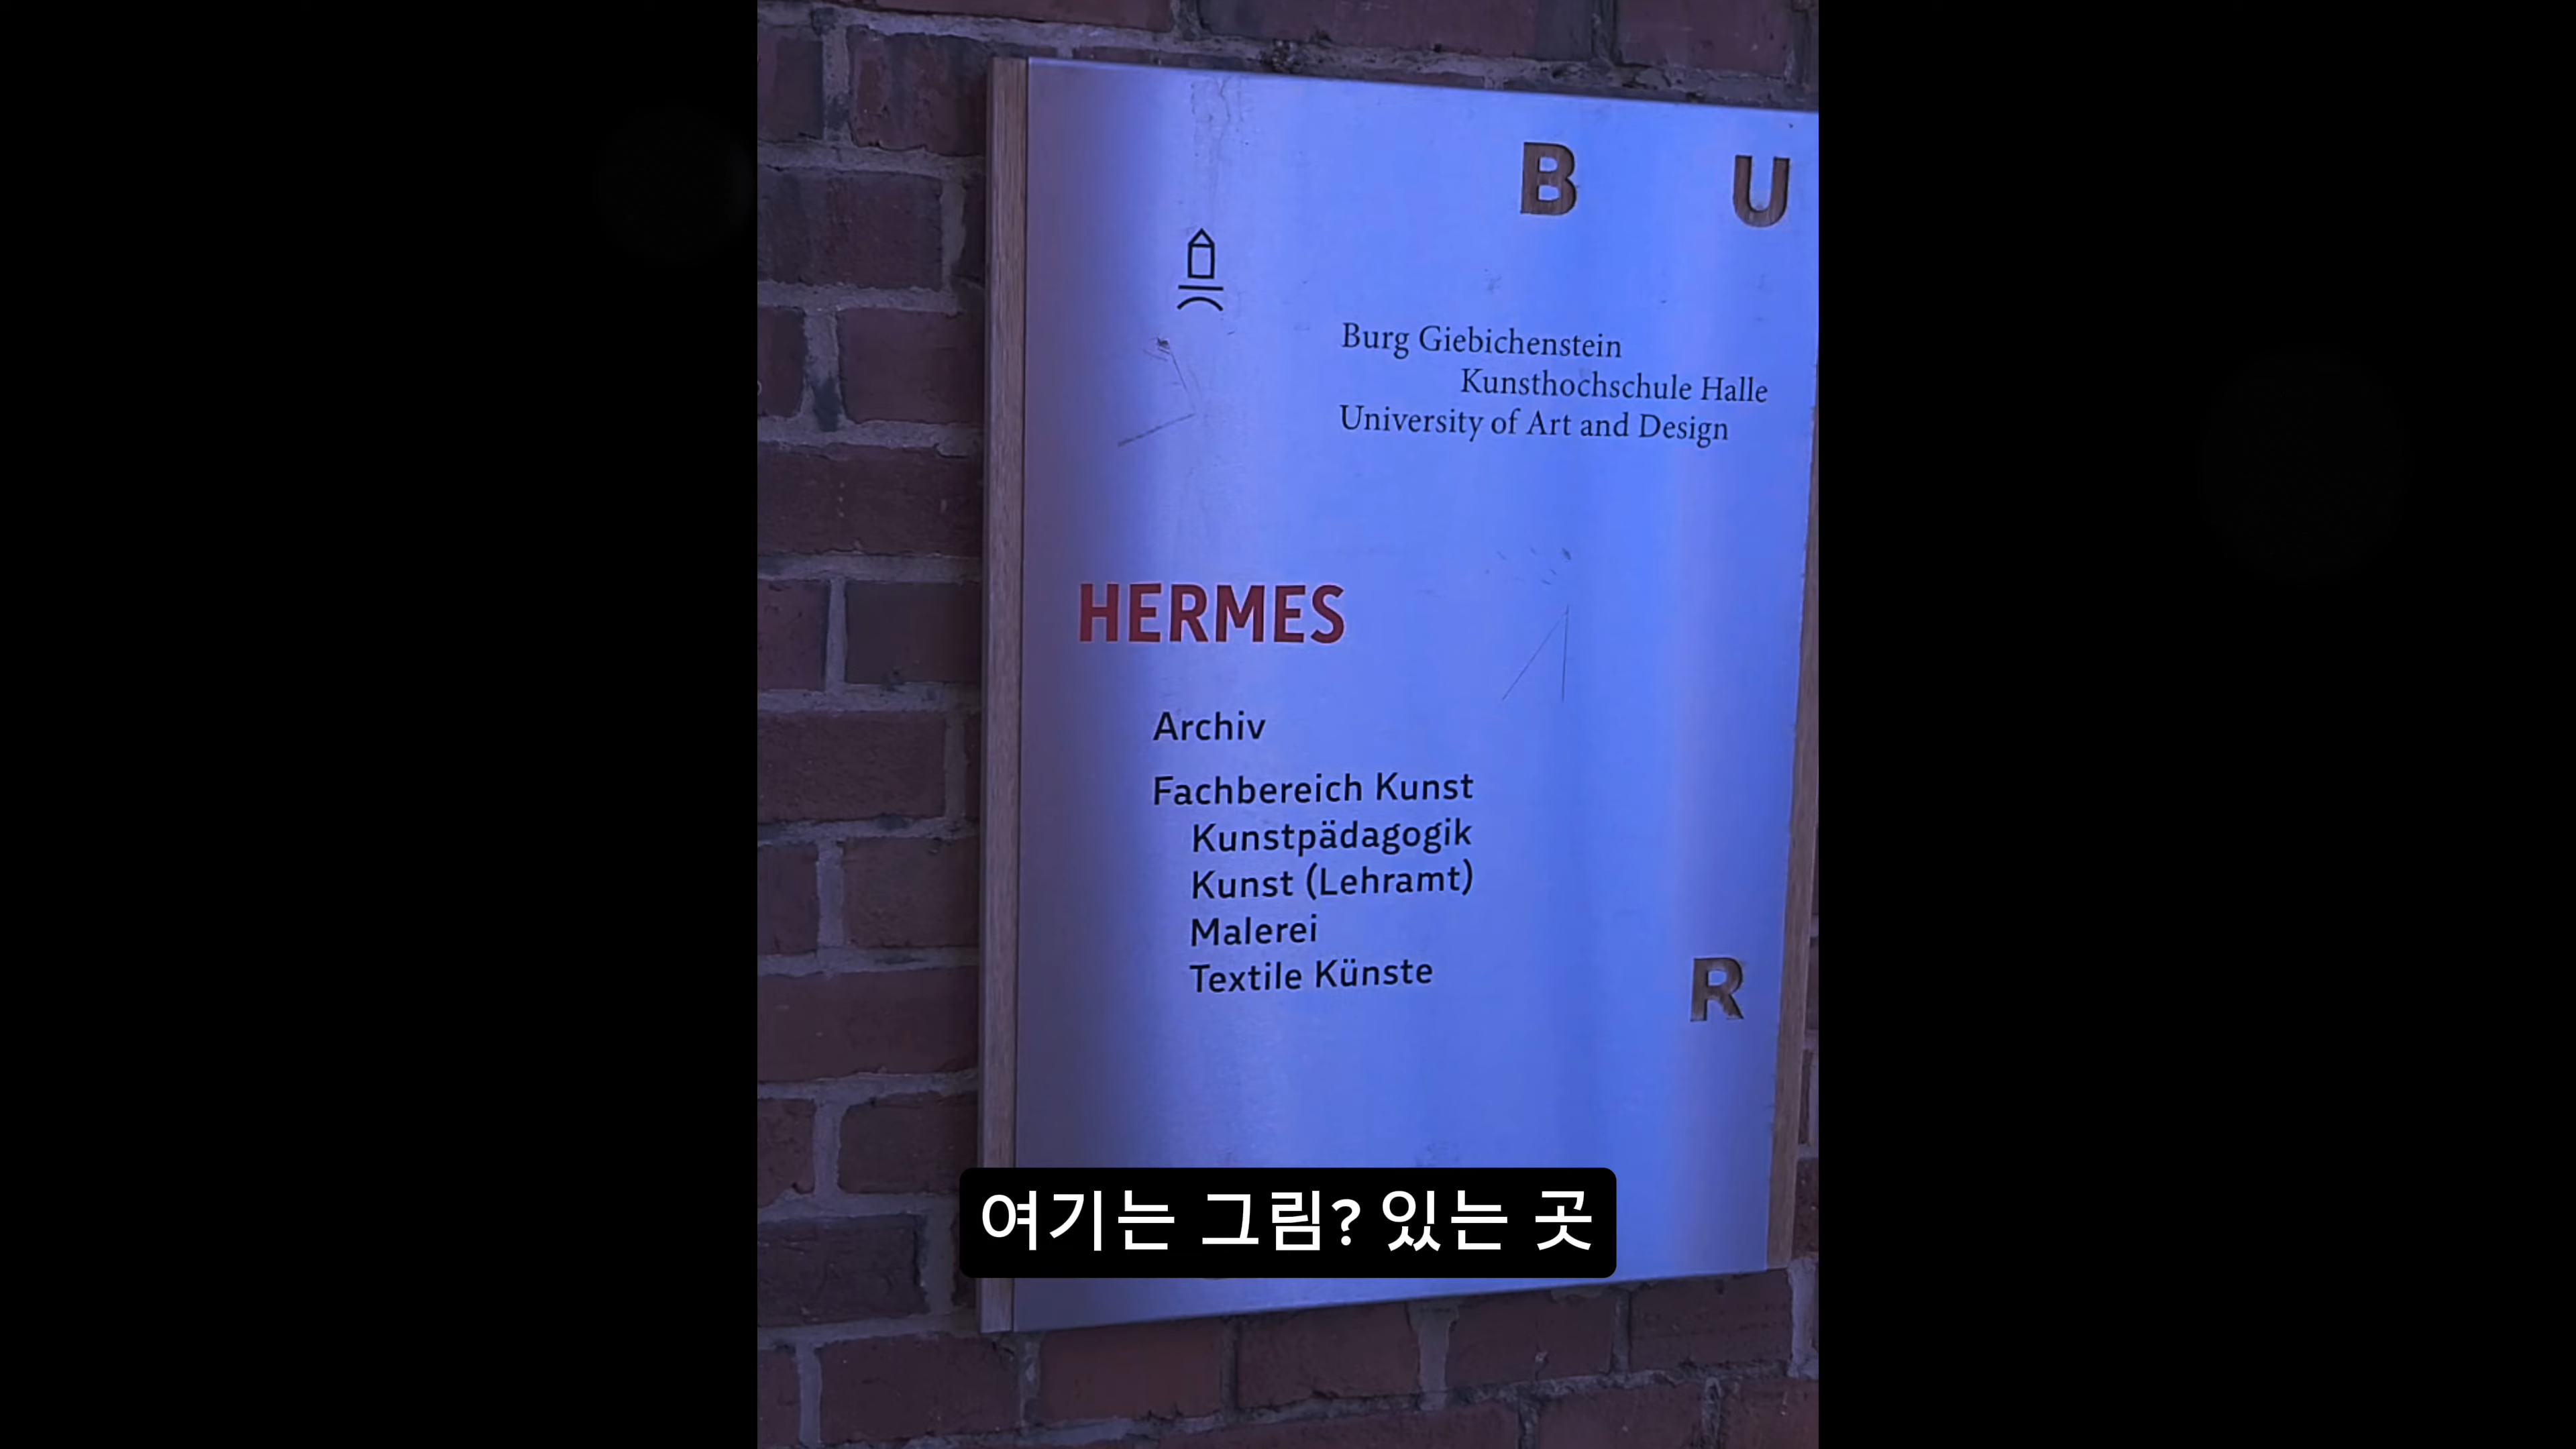 B U
Burg Giebichenstein
Kunsthochschule Halle
University of Art and Design
HERMES
Archiv
Fachbereich Kunst
Kunstpädagogik
Kunst (Lehramt)
Malerei
Textile Künste
R
여기는 그림? 있는 곳